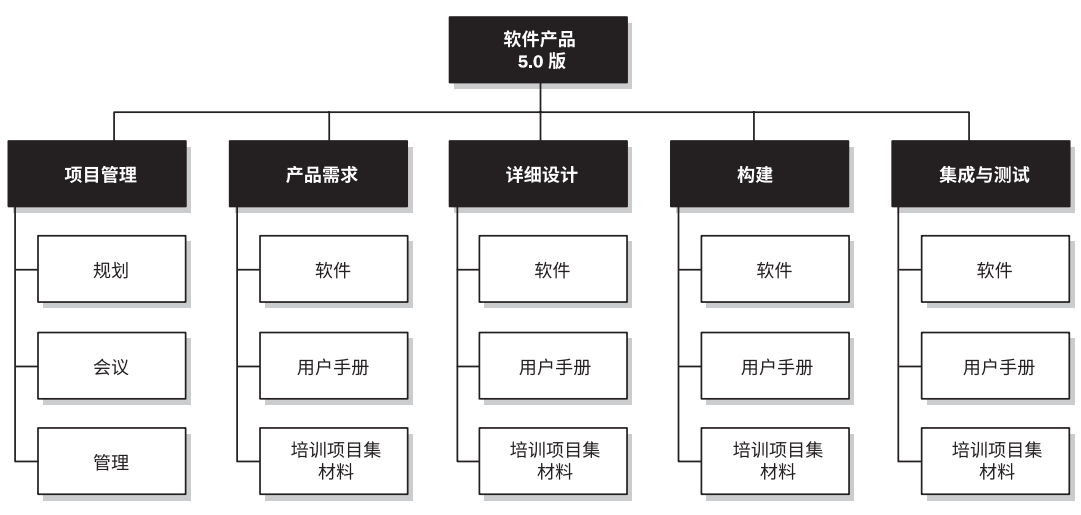 软件产品
5.0 版
项目管理
产品需求
详细设计
构建
集成与测试
规划
软件
软件
软件
软件
会议
用户手册
用户手册
用户手册
用户手册
管理
培训项目集
材料
培训项目集
材料
培训项目集
材料
培训项目集
材料